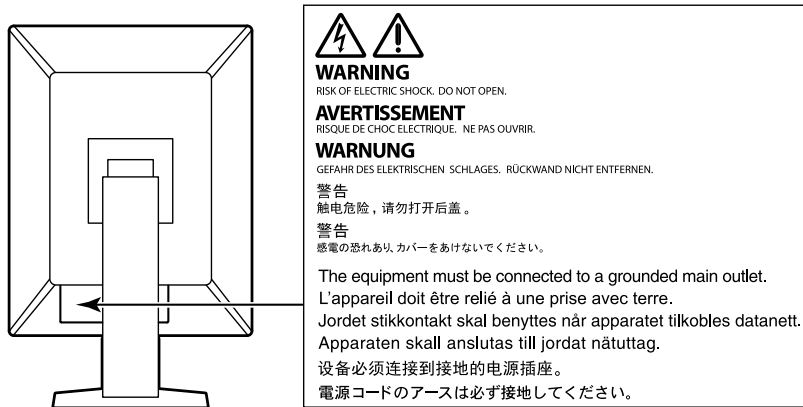 WARNING
RISK OF ELECTRIC SHOCK. DO NOT OPEN.
AVERTISSEMENT
RISQUE DE CHOC ELECTRIQUE. NE PAS OUVRIR.
WARNUNG
GEFAHR DES ELEKTRISCHEN SCHLAGES. RÜCKWAND NICHT ENTFERNEN.
警告
触电危险，请勿打开后盖。
警告
感電の恐れあり、カバーをあけないでください。
The equipment must be connected to a grounded main outlet.
L'appareil doit être relié à une prise avec terre.
Jordet stikkontakt skal benyttes når apparatet tilkobles datanett.
Apparaten skall anslutas till jordat nätuttag.
设备必须连接到接地的电源插座。
電源コードのアースは必ず接地してください。